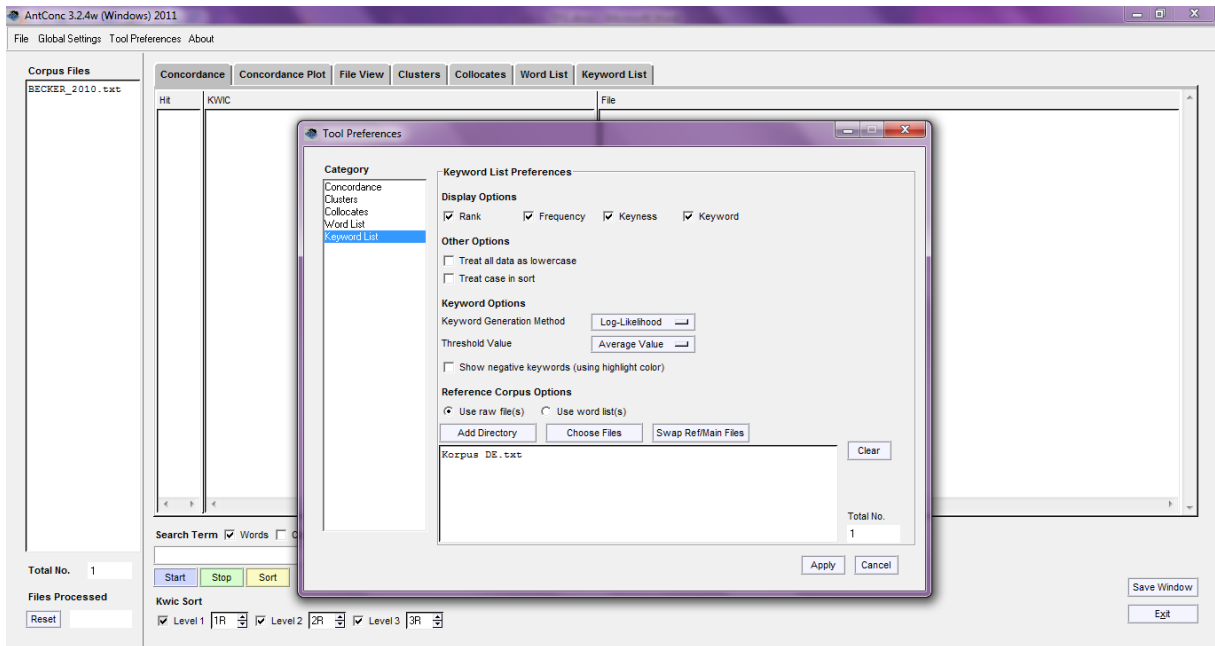 AntConc 3.2.4w (Windows) 2011
File Global Settings Tool Preferences About
Corpus Files
BECKER_2010.txt
Concordance Concordance Plot File View Clusters Collocates Word List Keyword List
Hit KWIC File
Tool Preferences
Category
Concordance
Clusters
Collocates
Word List
Keyword List
Keyword List Preferences
Display Options
Rank Frequency Keyness Keyword
Other Options
Treat all data as lowercase
Treat case in sort
Keyword Options
Keyword Generation Method Log-Likelihood
Threshold Value Average Value
Show negative keywords (using highlight color)
Reference Corpus Options
Use raw file(s) Use word list(s)
Add Directory Choose Files Swap Ref/Main Files
Korpus DE.txt
Clear
Total No.
1
Apply Cancel
Search Term Words C
Total No. 1
Start Stop Sort
Files Processed
Reset
Kwic Sort
Level 1 1R Level 2 2R Level 3 3R
Save Window
Exit